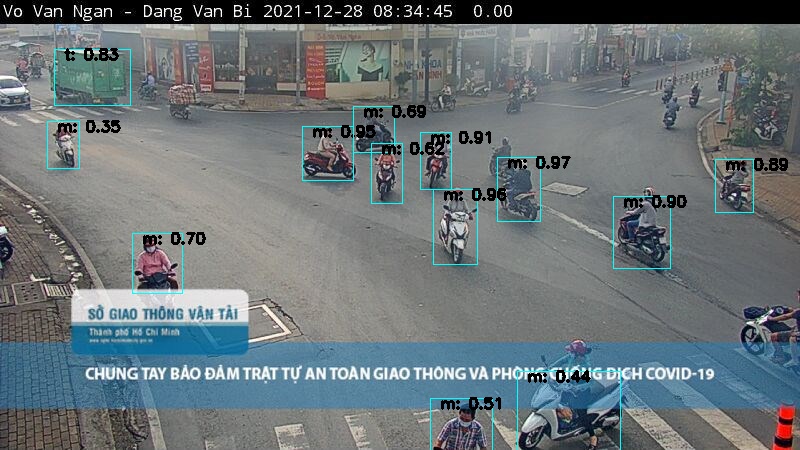 Vo Van Ngan - Dang Van Bi 2021-12-28 08:34:45 0.00
t: 0.83
m: 0.35
m: 0.95
m: 0.69
m: 0.62
m: 0.91
m: 0.97
m: 0.96
m: 0.90
m: 0.89
m: 0.70
SỞ GIAO THÔNG VẬN TẢI
Thành phố Hồ Chí Minh
CHUNG TAY BẢO ĐẢM TRẬT TỰ AN TOÀN GIAO THÔNG VÀ PHÒNG CHỐNG DỊCH COVID-19
m: 0.44
m: 0.51